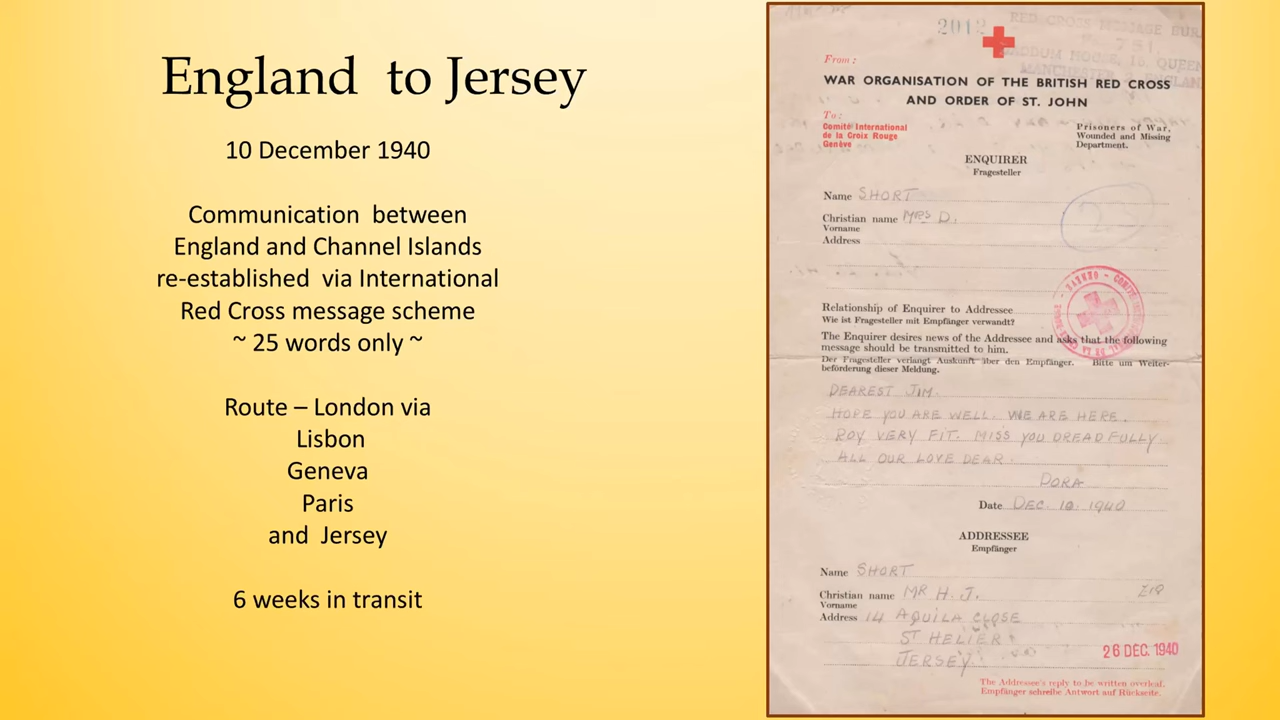 England to Jersey
10 December 1940
Communication between
England and Channel Islands
re-established via International
Red Cross message scheme
~ 25 words only ~
Route – London via
Lisbon
Geneva
Paris
and Jersey
6 weeks in transit
2012
RED CROSS MESSAGE
From :
WAR ORGANISATION OF THE BRITISH RED CROSS
AND ORDER OF ST. JOHN
To :
Comité International
de la Croix Rouge
Genève
Prisoners of War,
Wounded and Missing
Department.
ENQUIRER
Fragesteller
Name SHORT
Christian name MRS D.
Vorname
Address
23
Relationship of Enquirer to Addressee
Wie ist Fragesteller mit Empfänger verwandt?
The Enquirer desires news of the Addressee and asks that the following
message should be transmitted to him.
Der Fragesteller verlangt Auskunft über den Empfänger. Bitte um Weiter-
beförderung dieser Meldung.
DEAREST JIM.
HOPE YOU ARE WELL. WE ARE HERE.
ROY VERY FIT. MISS YOU DREADFULLY.
ALL OUR LOVE DEAR.
DORA
Date DEC. 10. 1940
ADDRESSEE
Empfänger
Name SHORT
Christian name MR H. J.
Vorname
Address 14 AQUILA CLOSE
ST HELIER
JERSEY
26 DEC. 1940
The Addressee's reply to be written overleaf.
Empfänger schreibe Antwort auf Rückseite.